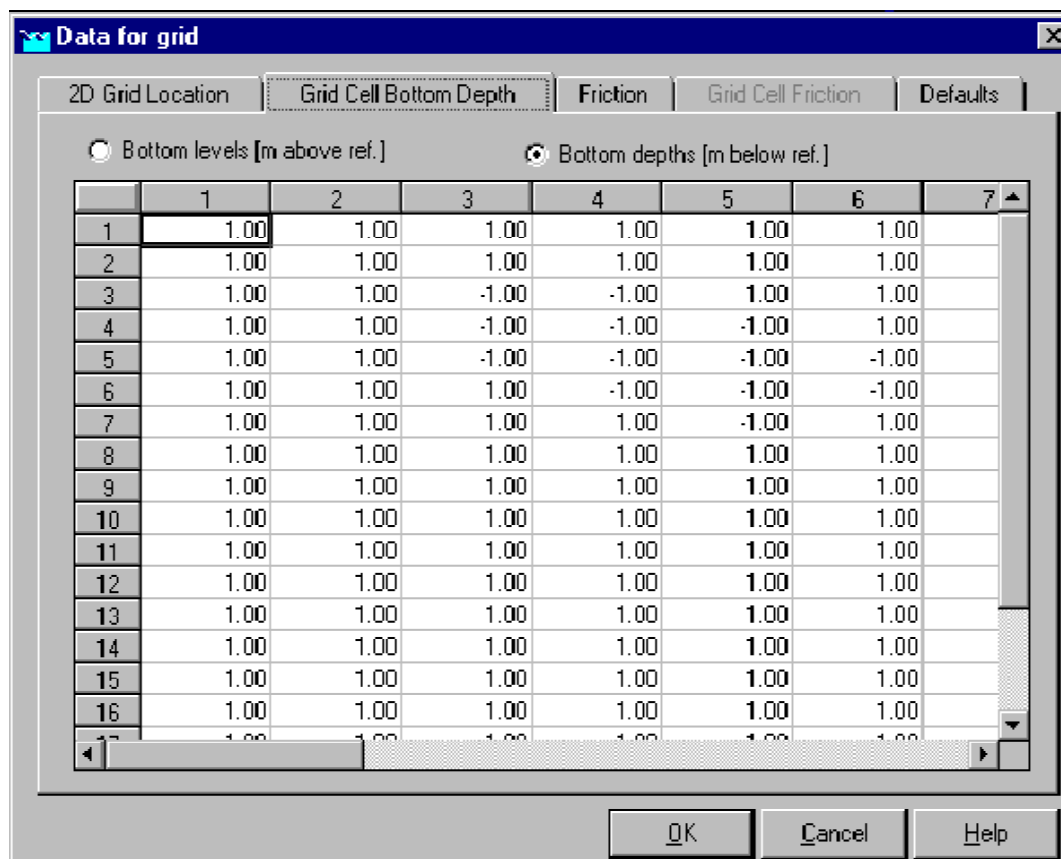 Data for grid
2D Grid Location Grid Cell Bottom Depth Friction Grid Cell Friction Defaults
Bottom levels [m above ref.] Bottom depths [m below ref.]
1 2 3 4 5 6 7
1 1.00 1.00 1.00 1.00 1.00 1.00
2 1.00 1.00 1.00 1.00 1.00 1.00
3 1.00 1.00 -1.00 -1.00 1.00 1.00
4 1.00 1.00 -1.00 -1.00 -1.00 1.00
5 1.00 1.00 -1.00 -1.00 -1.00 -1.00
6 1.00 1.00 1.00 -1.00 -1.00 -1.00
7 1.00 1.00 1.00 1.00 -1.00 1.00
8 1.00 1.00 1.00 1.00 1.00 1.00
9 1.00 1.00 1.00 1.00 1.00 1.00
10 1.00 1.00 1.00 1.00 1.00 1.00
11 1.00 1.00 1.00 1.00 1.00 1.00
12 1.00 1.00 1.00 1.00 1.00 1.00
13 1.00 1.00 1.00 1.00 1.00 1.00
14 1.00 1.00 1.00 1.00 1.00 1.00
15 1.00 1.00 1.00 1.00 1.00 1.00
16 1.00 1.00 1.00 1.00 1.00 1.00
OK Cancel Help